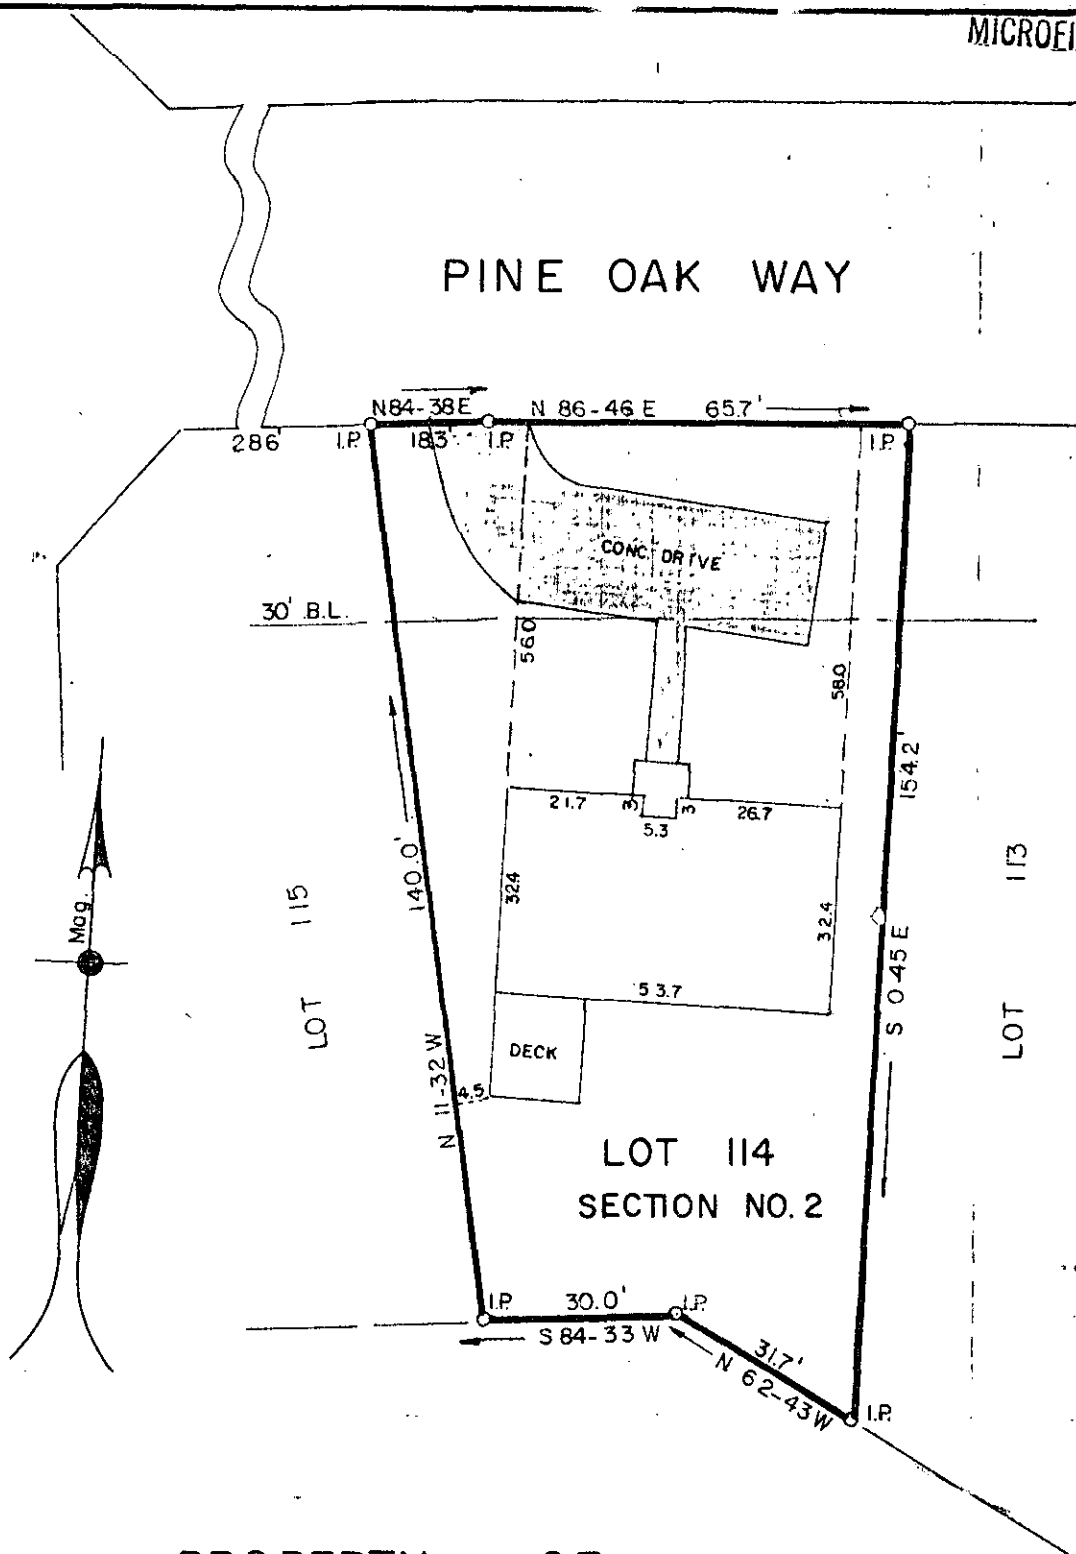 PINE OAK WAY
N84-38E
N 86-46 E 65.7'
286'
I.P.
18.3'
I.P.
I.P.
CONC. DRIVE
30' B.L.
56.0
58.0
154.2'
21.7
3
5.3
3
26.7
140.0'
32.4
32.4
LOT 115
LOT 113
Mag.
53.7
S 0-45 E
DECK
N 11-32 W
4.5
LOT 114
SECTION NO. 2
I.P.
30.0'
I.P.
S 84-33 W
31.7'
N 62-43 W
I.P.